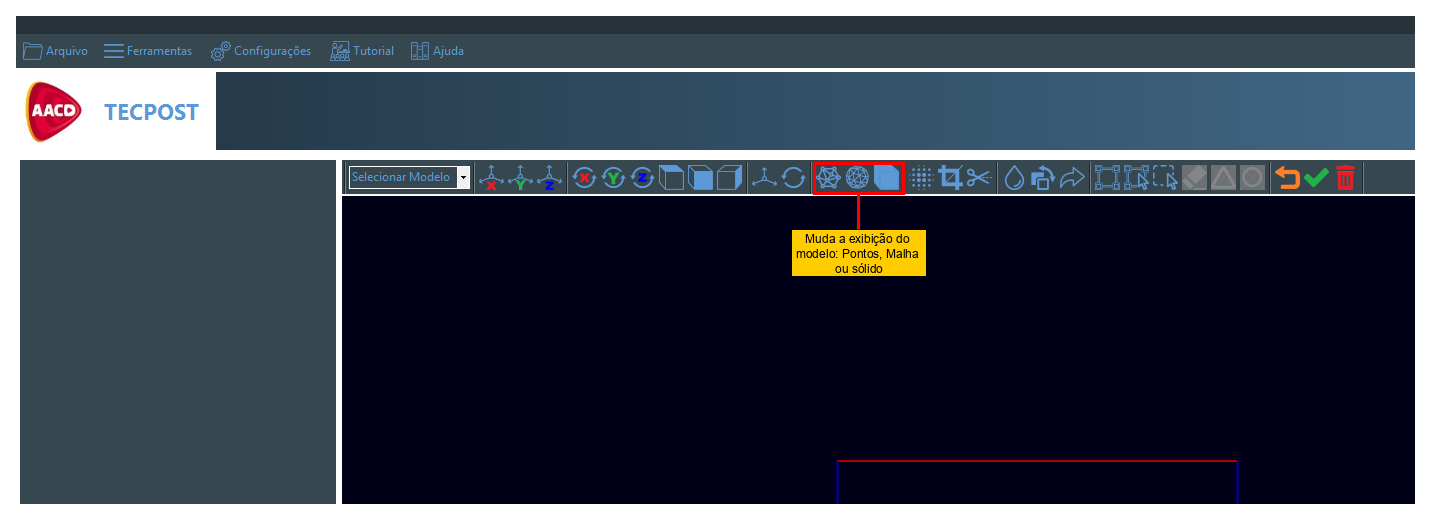 Arquivo Ferramentas Configurações Tutorial Ajuda
AACD TECPOST
Selecionar Modelo X Y Z X Y Z
Muda a exibição do
modelo: Pontos, Malha
ou sólido